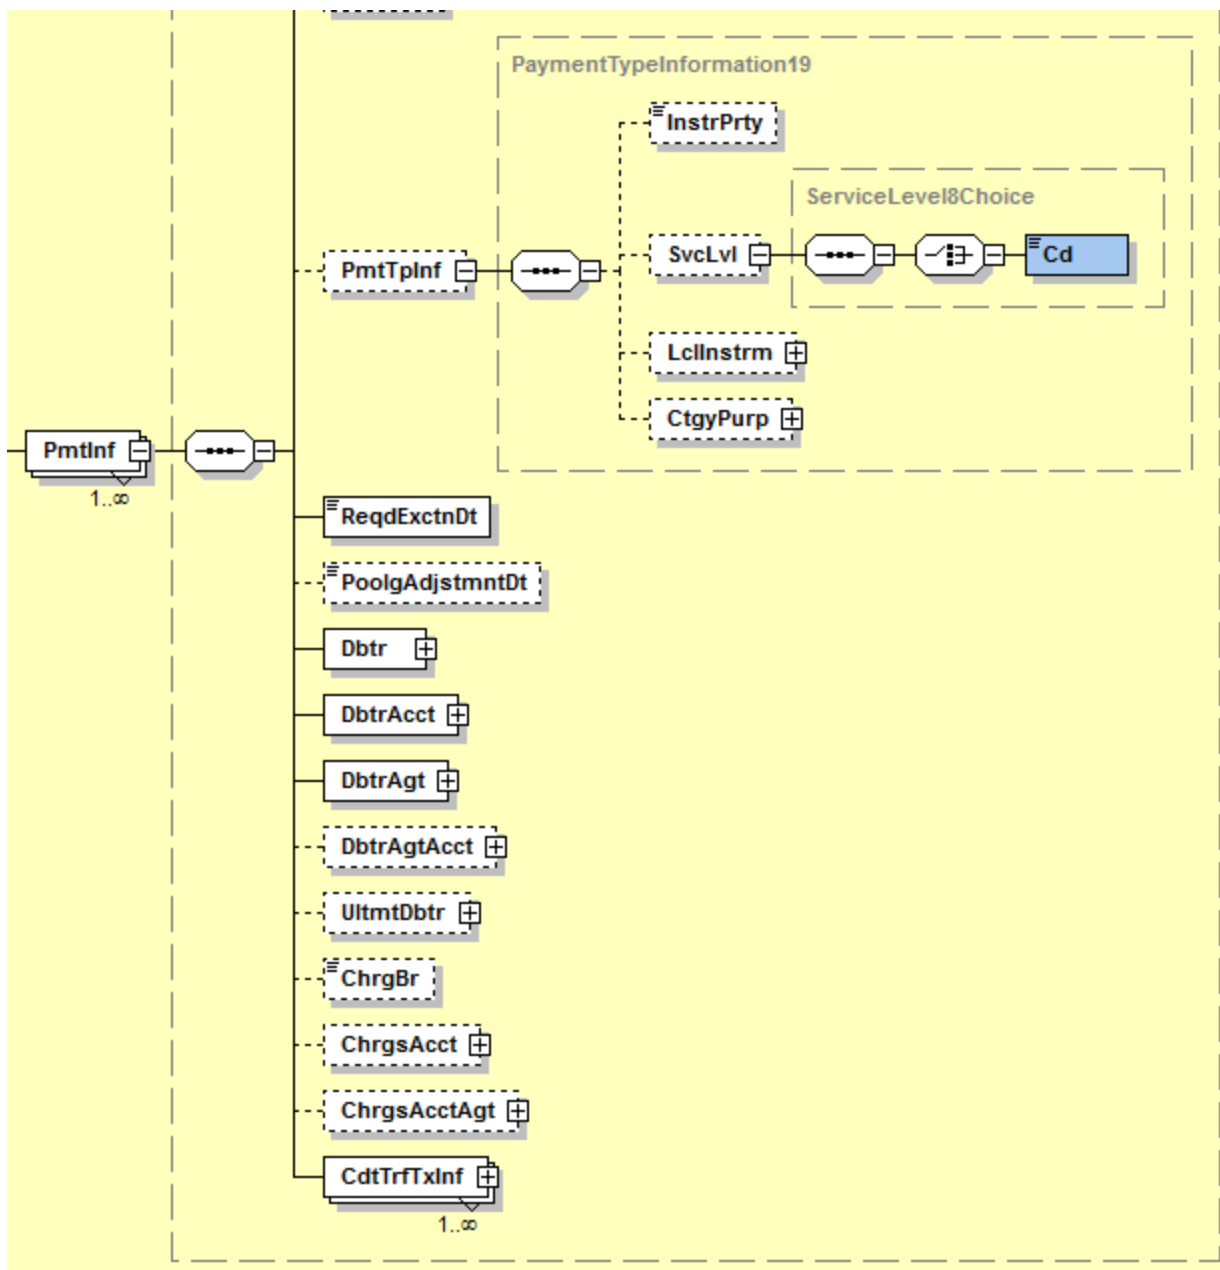 PaymentTypeInformation19
InstrPrty
ServiceLevel8Choice
PmtTpInf
SvcLvl
Cd
LclInstrm
CtgyPurp
PmtInf
1..∞
ReqdExctnDt
PoolgAdjstmntDt
Dbtr
DbtrAcct
DbtrAgt
DbtrAgtAcct
UltmtDbtr
ChrgBr
ChrgsAcct
ChrgsAcctAgt
CdtTrfTxInf
1..∞